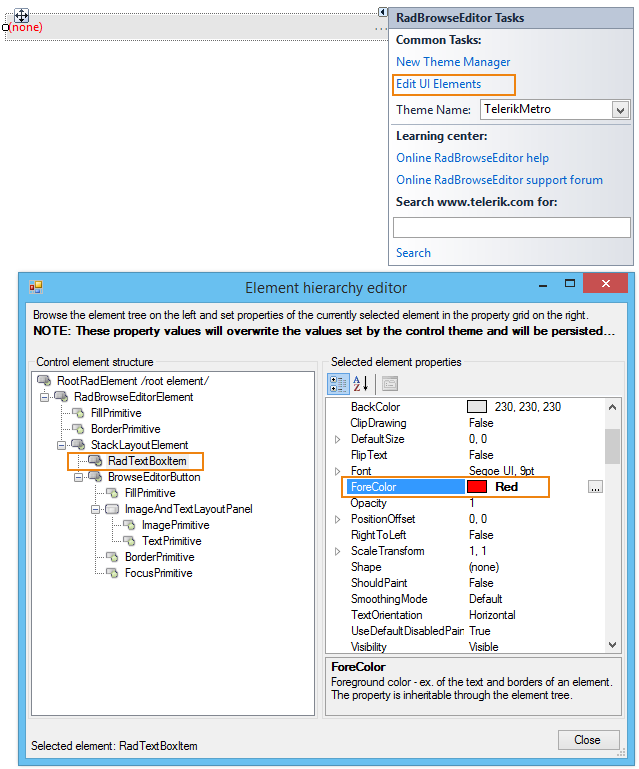 (none)
...
RadBrowseEditor Tasks
Common Tasks:
New Theme Manager
Edit UI Elements
Theme Name: TelerikMetro
Learning center:
Online RadBrowseEditor help
Online RadBrowseEditor support forum
Search www.telerik.com for:
Search
Element hierarchy editor
Browse the element tree on the left and set properties of the currently selected element in the property grid on the right.
NOTE: These property values will overwrite the values set by the control theme and will be persisted...
Control element structure
RootRadElement /root element/
RadBrowseEditorElement
FillPrimitive
BorderPrimitive
StackLayoutElement
RadTextBoxItem
BrowseEditorButton
FillPrimitive
ImageAndTextLayoutPanel
ImagePrimitive
TextPrimitive
BorderPrimitive
FocusPrimitive
Selected element properties
BackColor 230, 230, 230
ClipDrawing False
DefaultSize 0, 0
FlipText False
Font Segoe UI, 9pt
ForeColor Red ...
Opacity 1
PositionOffset 0, 0
RightToLeft False
ScaleTransform 1, 1
Shape (none)
ShouldPaint False
SmoothingMode Default
TextOrientation Horizontal
UseDefaultDisabledPain True
Visibility Visible
ForeColor
Foreground color - ex. of the text and borders of an element.
The property is inheritable through the element tree.
Selected element: RadTextBoxItem
Close